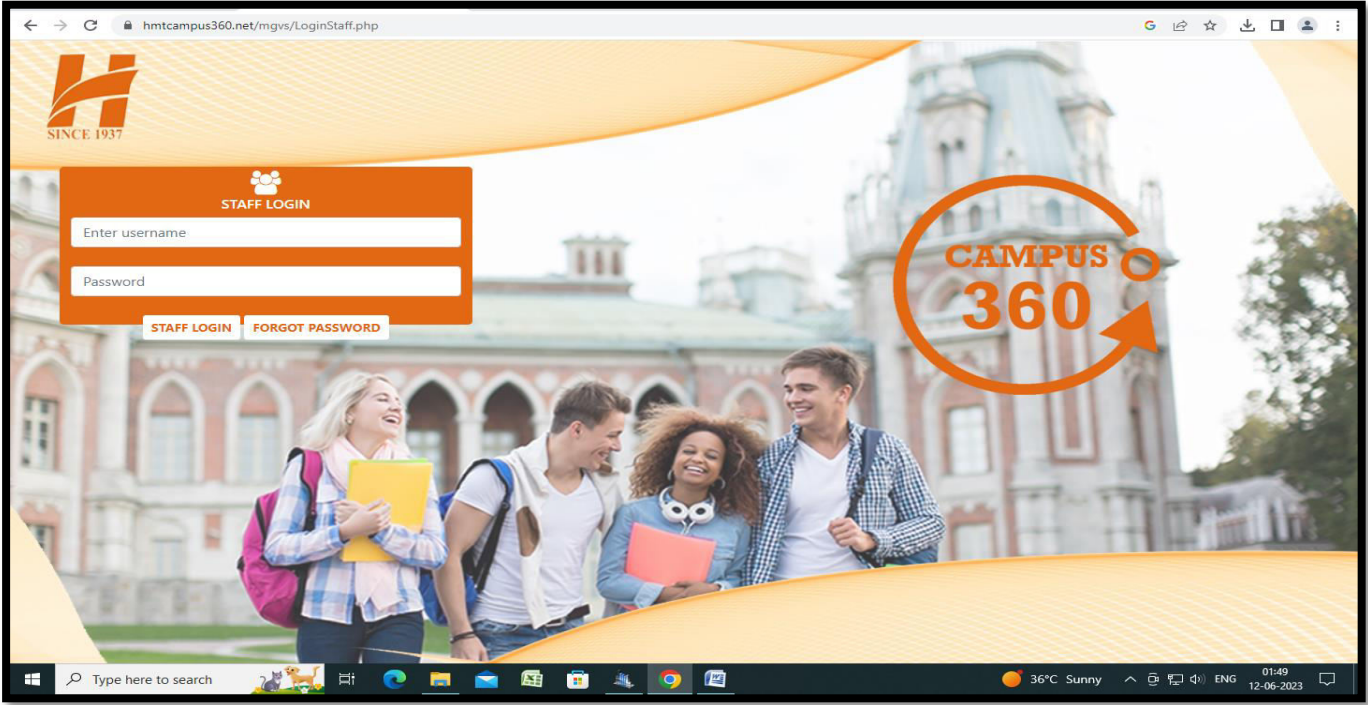 hmtcampus360.net/mgvs/LoginStaff.php
SINCE 1937
STAFF LOGIN
Enter username
Password
STAFF LOGIN FORGOT PASSWORD
CAMPUS
360
Type here to search
36°C Sunny
ENG
01:49
12-06-2023